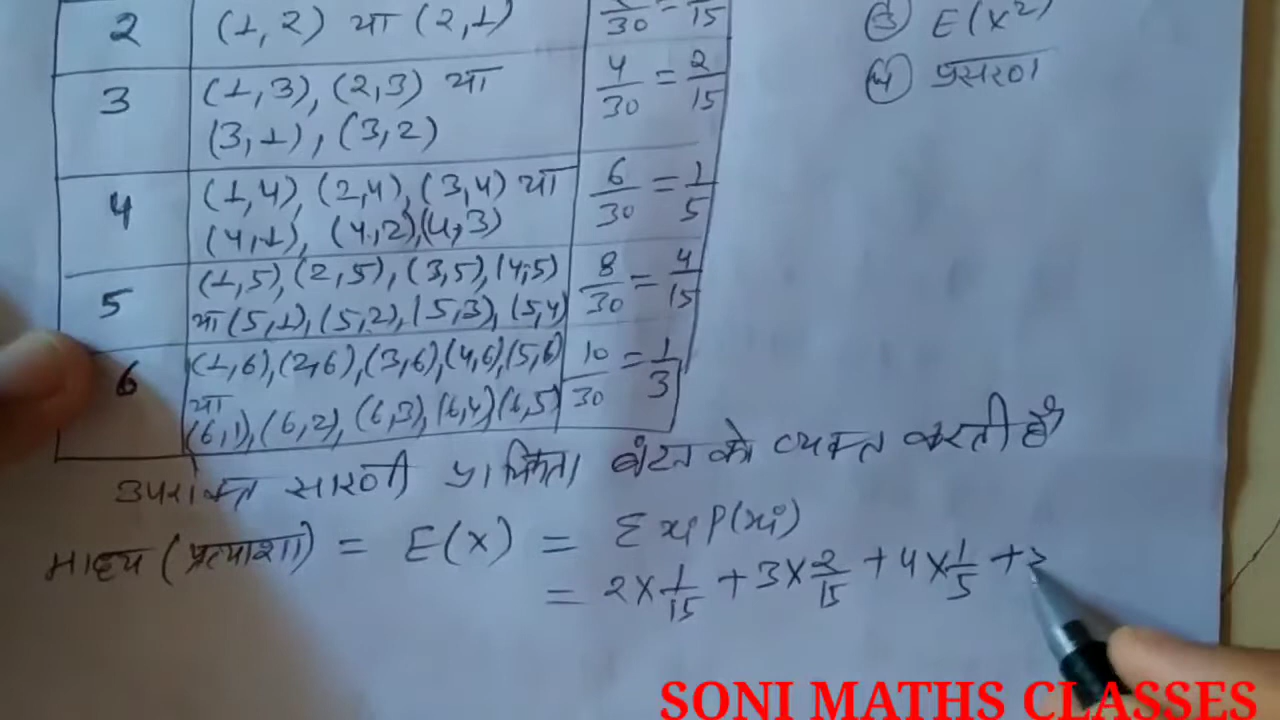 2 (1,2) या (2,1) 2/30 = 1/15
3 (1,3), (2,3) या
(3,1), (3,2) 4/30 = 2/15
4 (1,4), (2,4), (3,4) या
(4,1), (4,2), (4,3) 6/30 = 1/5
5 (1,5), (2,5), (3,5), (4,5)
या (5,1), (5,2), (5,3), (5,4) 8/30 = 4/15
6 (1,6), (2,6), (3,6), (4,6), (5,6)
या
(6,1), (6,2), (6,3), (6,4) (6,5) 10/30 = 1/3
③ E(x²)
④ प्रसरण
उपरोक्त सारणी प्रायिकता बंटन को व्यक्त करती है
माध्य (प्रत्याशा) = E(X) = Σxi P(xi)
= 2×1/15 + 3×2/15 + 4×1/5 +
SONI MATHS CLASSES